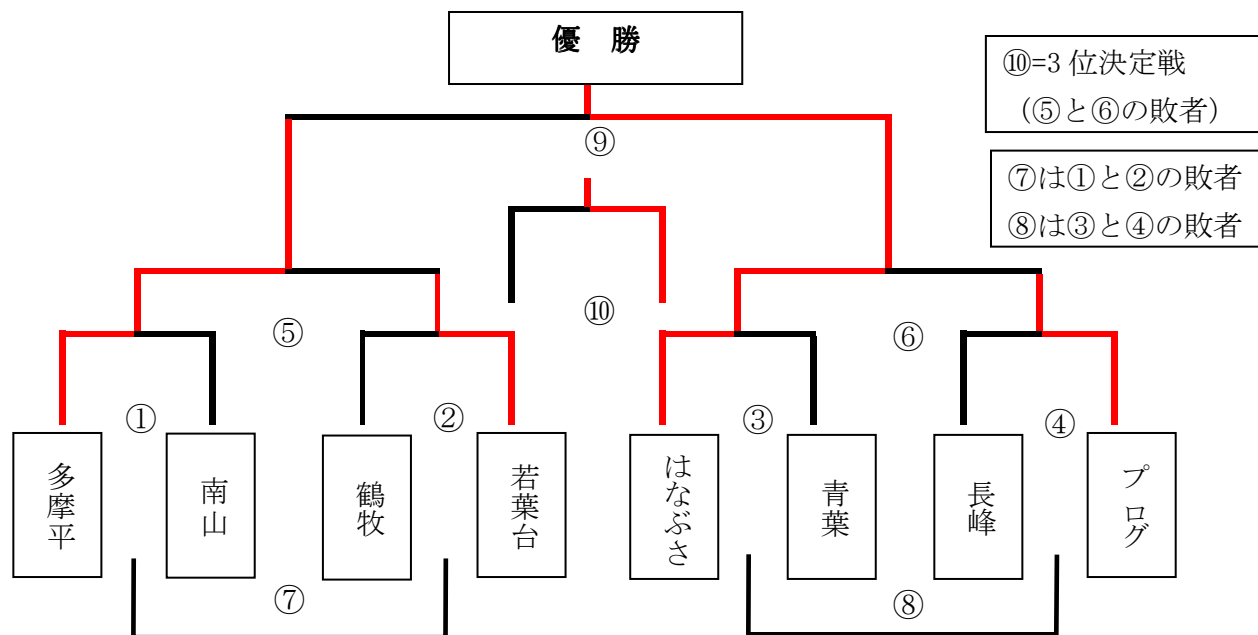 優 勝
⑩=3 位決定戦
(⑤と⑥の敗者)
⑨
⑦は①と②の敗者
⑧は③と④の敗者
⑤
⑩
⑥
①
②
③
④
多摩平
南山
鶴牧
若葉台
はなぶさ
青葉
長峰
プログ
⑦
⑧